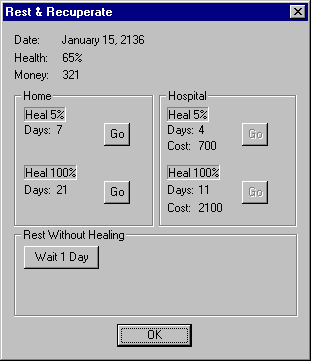 Rest & Recuperate
Date: January 15, 2136
Health: 65%
Money: 321
Home
Heal 5%
Days: 7
Go
Heal 100%
Days: 21
Go
Hospital
Heal 5%
Days: 4
Cost: 700
Go
Heal 100%
Days: 11
Cost: 2100
Go
Rest Without Healing
Wait 1 Day
OK